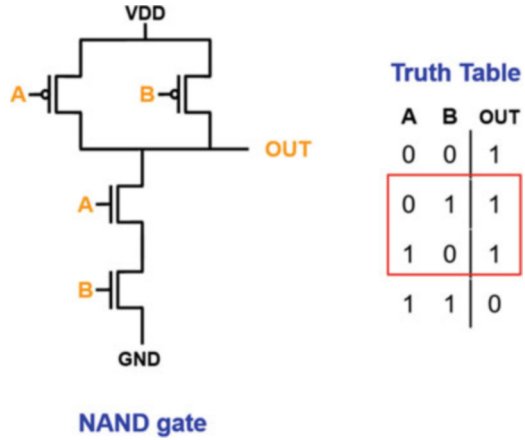 VDD
A
B
OUT
A
B
GND
NAND gate
Truth Table
A B OUT
0 0 1
0 1 1
1 0 1
1 1 0